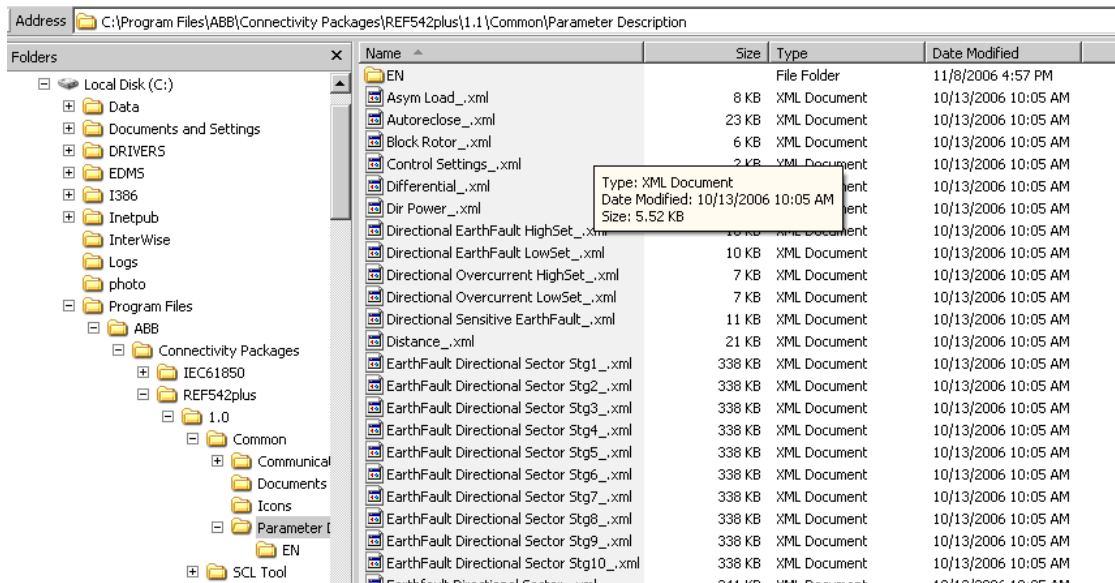 Address C:\Program Files\ABB\Connectivity Packages\REF542plus\1.1\Common\Parameter Description
Folders
Local Disk (C:)
Data
Documents and Settings
DRIVERS
EDMS
I386
Inetpub
InterWise
Logs
photo
Program Files
ABB
Connectivity Packages
IEC61850
REF542plus
1.0
Common
Communical
Documents
Icons
Parameter D
EN
SCL Tool
Name Size Type Date Modified
EN File Folder 11/8/2006 4:57 PM
Asym Load_.xml 8 KB XML Document 10/13/2006 10:05 AM
Autoreclose_.xml 23 KB XML Document 10/13/2006 10:05 AM
Block Rotor_.xml 6 KB XML Document 10/13/2006 10:05 AM
Control Settings_.xml 2 KB XML Document 10/13/2006 10:05 AM
Differential_.xml 10/13/2006 10:05 AM
Dir Power_.xml 10/13/2006 10:05 AM
Type: XML Document
Date Modified: 10/13/2006 10:05 AM
Size: 5.52 KB
Directional EarthFault HighSet_.xml XML Document 10/13/2006 10:05 AM
Directional EarthFault LowSet_.xml 10 KB XML Document 10/13/2006 10:05 AM
Directional Overcurrent HighSet_.xml 7 KB XML Document 10/13/2006 10:05 AM
Directional Overcurrent LowSet_.xml 7 KB XML Document 10/13/2006 10:05 AM
Directional Sensitive EarthFault_.xml 11 KB XML Document 10/13/2006 10:05 AM
Distance_.xml 21 KB XML Document 10/13/2006 10:05 AM
EarthFault Directional Sector Stg1_.xml 338 KB XML Document 10/13/2006 10:05 AM
EarthFault Directional Sector Stg2_.xml 338 KB XML Document 10/13/2006 10:05 AM
EarthFault Directional Sector Stg3_.xml 338 KB XML Document 10/13/2006 10:05 AM
EarthFault Directional Sector Stg4_.xml 338 KB XML Document 10/13/2006 10:05 AM
EarthFault Directional Sector Stg5_.xml 338 KB XML Document 10/13/2006 10:05 AM
EarthFault Directional Sector Stg6_.xml 338 KB XML Document 10/13/2006 10:05 AM
EarthFault Directional Sector Stg7_.xml 338 KB XML Document 10/13/2006 10:05 AM
EarthFault Directional Sector Stg8_.xml 338 KB XML Document 10/13/2006 10:05 AM
EarthFault Directional Sector Stg9_.xml 338 KB XML Document 10/13/2006 10:05 AM
EarthFault Directional Sector Stg10_.xml 338 KB XML Document 10/13/2006 10:05 AM